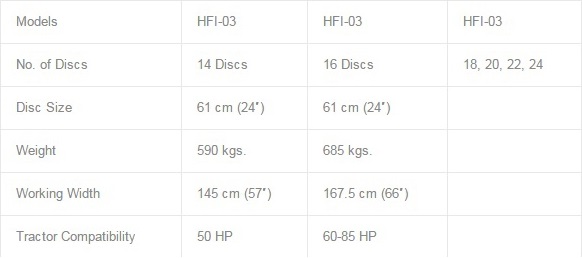 Models HFI-03 HFI-03 HFI-03
No. of Discs 14 Discs 16 Discs 18, 20, 22, 24
Disc Size 61 cm (24″) 61 cm (24″)
Weight 590 kgs. 685 kgs.
Working Width 145 cm (57″) 167.5 cm (66″)
Tractor Compatibility 50 HP 60-85 HP